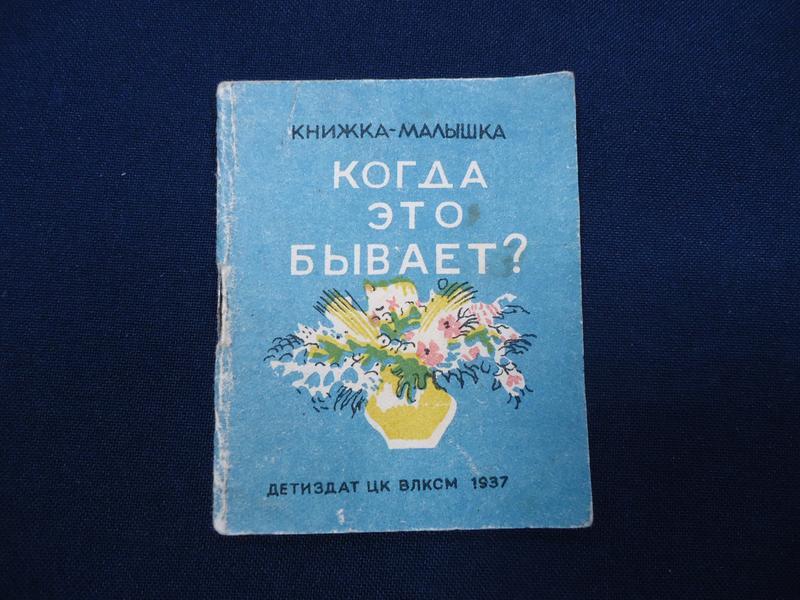 КНИЖКА-МАЛЫШКА
КОГДА
ЭТО
БЫВАЕТ?
ДЕТИЗДАТ ЦК ВЛКСМ 1937